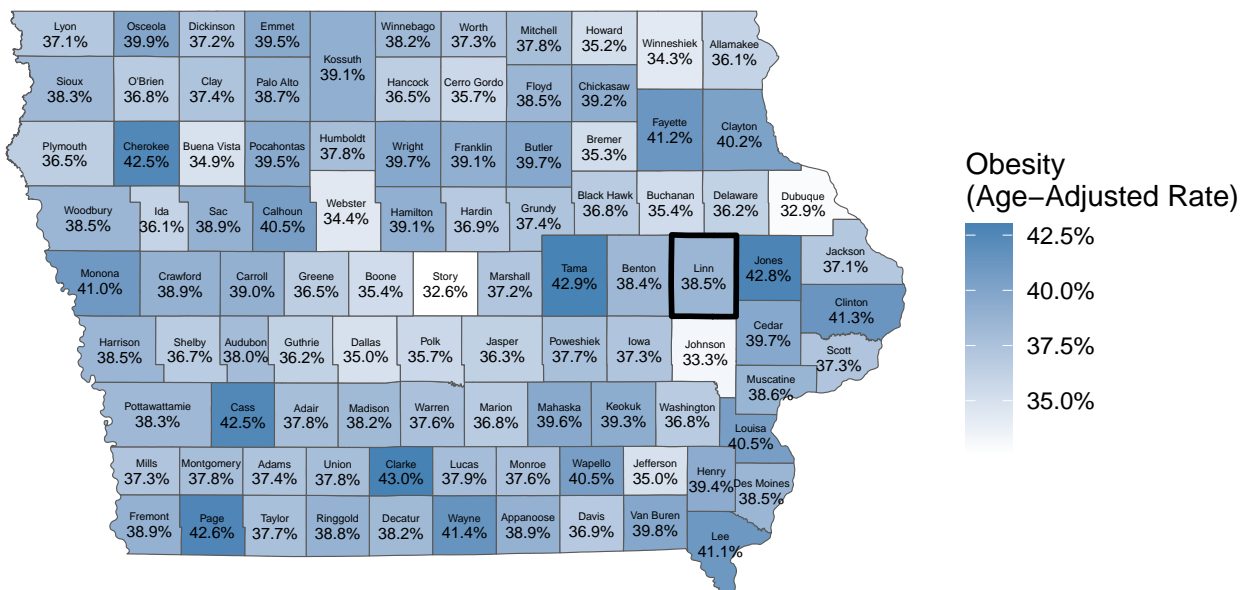 Lyon
37.1%
Osceola
39.9%
Dickinson
37.2%
Emmet
39.5%
Kossuth
39.1%
Winnebago
38.2%
Worth
37.3%
Mitchell
37.8%
Howard
35.2%
Winneshiek
34.3%
Allamakee
36.1%
Sioux
38.3%
O'Brien
36.8%
Clay
37.4%
Palo Alto
38.7%
Hancock
36.5%
Cerro Gordo
35.7%
Floyd
38.5%
Chickasaw
39.2%
Fayette
41.2%
Clayton
40.2%
Plymouth
36.5%
Cherokee
42.5%
Buena Vista
34.9%
Pocahontas
39.5%
Humboldt
37.8%
Wright
39.7%
Franklin
39.1%
Butler
39.7%
Bremer
35.3%
Woodbury
38.5%
Ida
36.1%
Sac
38.9%
Calhoun
40.5%
Webster
34.4%
Hamilton
39.1%
Hardin
36.9%
Grundy
37.4%
Black Hawk
36.8%
Buchanan
35.4%
Delaware
36.2%
Dubuque
32.9%
Monona
41.0%
Crawford
38.9%
Carroll
39.0%
Greene
36.5%
Boone
35.4%
Story
32.6%
Marshall
37.2%
Tama
42.9%
Benton
38.4%
Linn
38.5%
Jones
42.8%
Jackson
37.1%
Clinton
41.3%
Harrison
38.5%
Shelby
36.7%
Audubon
38.0%
Guthrie
36.2%
Dallas
35.0%
Polk
35.7%
Jasper
36.3%
Poweshiek
37.7%
Iowa
37.3%
Johnson
33.3%
Cedar
39.7%
Scott
37.3%
Muscatine
38.6%
Pottawattamie
38.3%
Cass
42.5%
Adair
37.8%
Madison
38.2%
Warren
37.6%
Marion
36.8%
Mahaska
39.6%
Keokuk
39.3%
Washington
36.8%
Louisa
40.5%
Mills
37.3%
Montgomery
37.8%
Adams
37.4%
Union
37.8%
Clarke
43.0%
Lucas
37.9%
Monroe
37.6%
Wapello
40.5%
Jefferson
35.0%
Henry
39.4%
Des Moines
38.5%
Fremont
38.9%
Page
42.6%
Taylor
37.7%
Ringgold
38.8%
Decatur
38.2%
Wayne
41.4%
Appanoose
38.9%
Davis
36.9%
Van Buren
39.8%
Lee
41.1%
Obesity
(Age−Adjusted Rate)
42.5%
40.0%
37.5%
35.0%